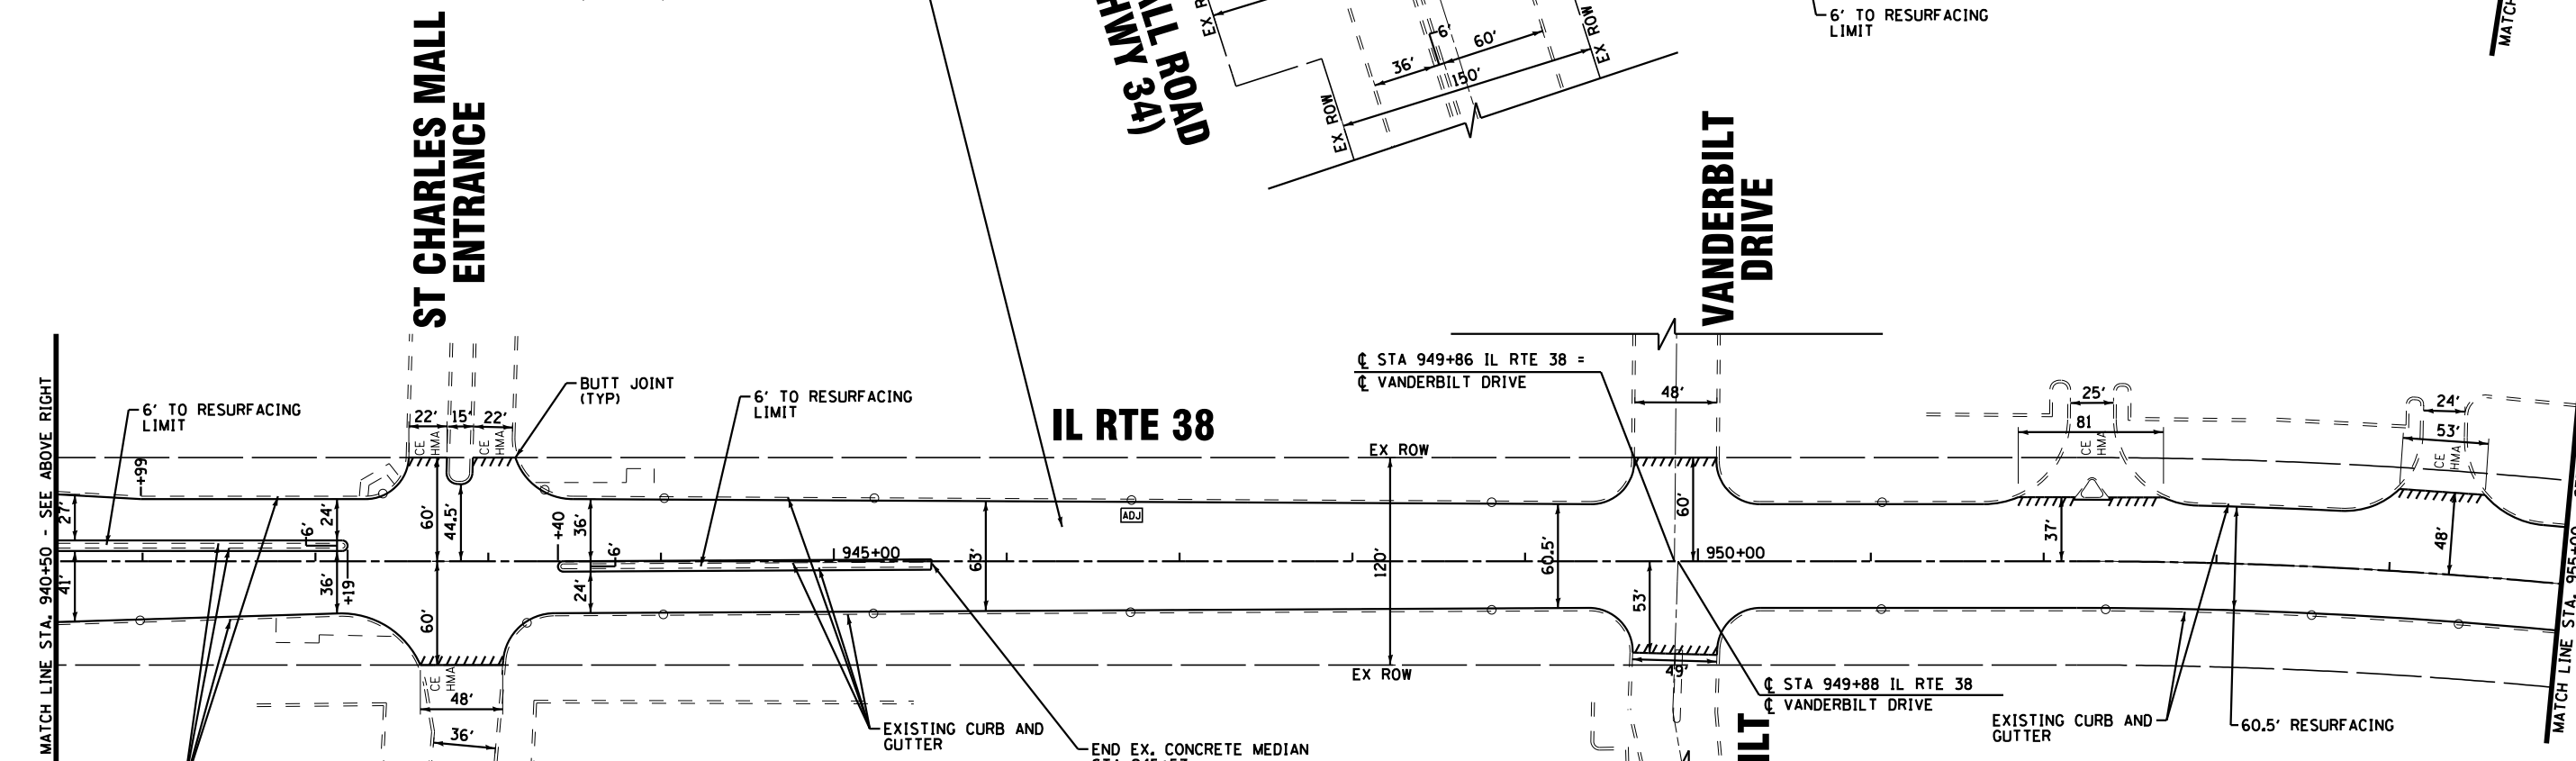 EX ROW
36'
6'
60'
150'
EX ROW
EX ROW
ALL ROAD
HWY 34)
6' TO RESURFACING
LIMIT
MATCH
ST CHARLES MALL
ENTRANCE
VANDERBILT
DRIVE
MATCH LINE STA. 940+50 - SEE ABOVE RIGHT
6' TO RESURFACING
LIMIT
BUTT JOINT
(TYP)
6' TO RESURFACING
LIMIT
IL RTE 38
℄ STA 949+86 IL RTE 38 =
℄ VANDERBILT DRIVE
EX ROW
22'
15'
22'
CE
HMA
CE
HMA
48'
25'
81
CE
HMA
24'
53'
CE
HMA
+99
27'
41'
6'
24'
36'
+19
60'
44.5'
60'
+40
36'
6'
24'
945+00
63'
ADJ
120'
60.5'
60'
53'
950+00
37'
48'
CE
HMA
48'
36'
EX ROW
49'
℄ STA 949+88 IL RTE 38
℄ VANDERBILT DRIVE
EXISTING CURB AND
GUTTER
END EX. CONCRETE MEDIAN
EXISTING CURB AND
GUTTER
60.5' RESURFACING
MATCH LINE STA. 955+00